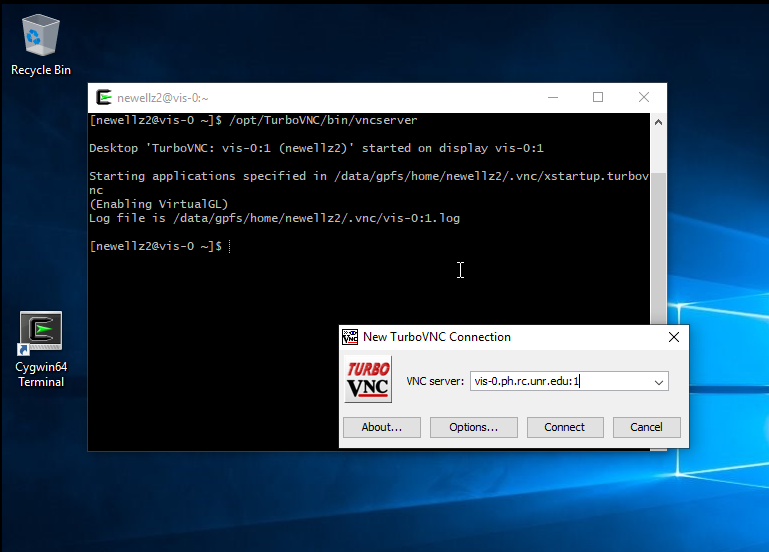 Recycle Bin
newellz2@vis-0:~
[newellz2@vis-0 ~]$ /opt/TurboVNC/bin/vncserver
Desktop 'TurboVNC: vis-0:1 (newellz2)' started on display vis-0:1
Starting applications specified in /data/gpfs/home/newellz2/.vnc/xstartup.turbov
nc
(Enabling VirtualGL)
Log file is /data/gpfs/home/newellz2/.vnc/vis-0:1.log
[newellz2@vis-0 ~]$
Cygwin64
Terminal
New TurboVNC Connection
TURBO
VNC
VNC server: vis-0.ph.rc.unr.edu:1
About... Options... Connect Cancel